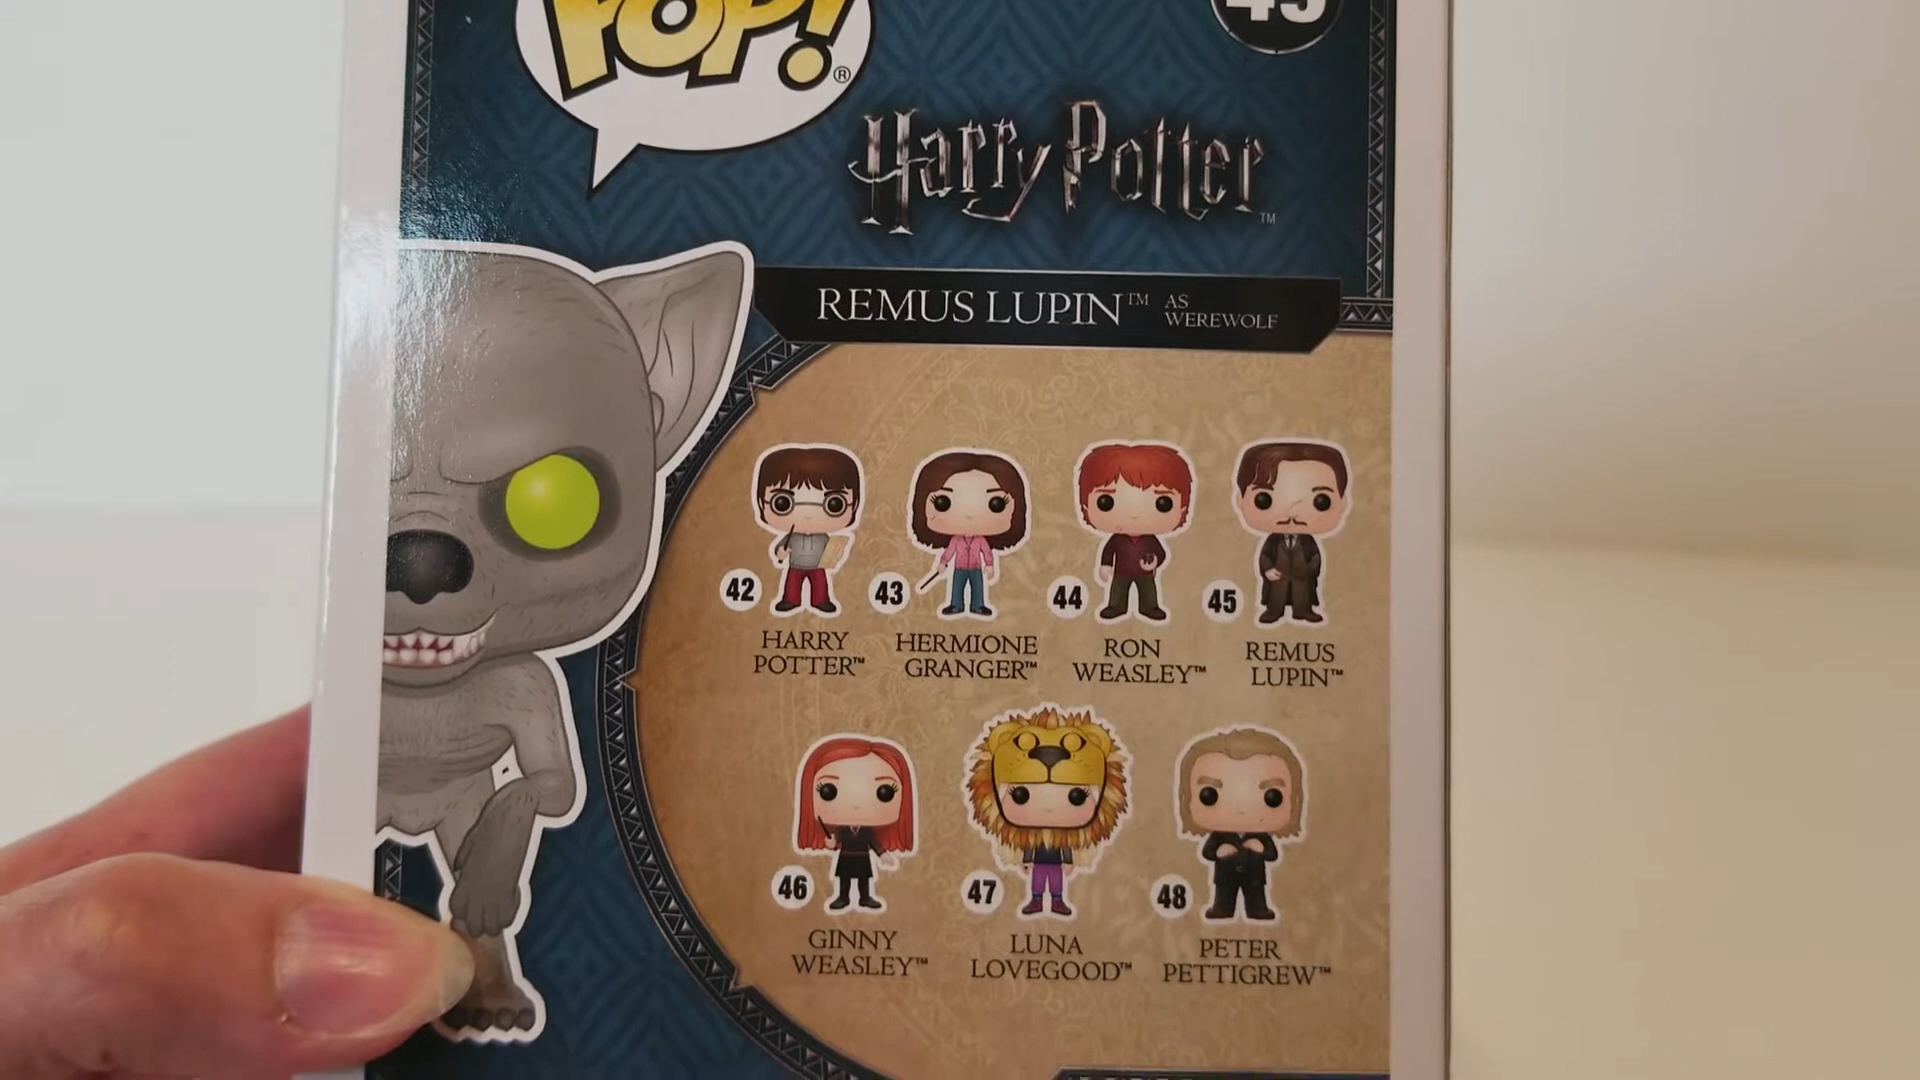 POP!®
Harry Potter™
REMUS LUPIN™ AS WEREWOLF
42
43
44
45
HARRY POTTER™
HERMIONE GRANGER™
RON WEASLEY™
REMUS LUPIN™
46
47
48
GINNY WEASLEY™
LUNA LOVEGOOD™
PETER PETTIGREW™